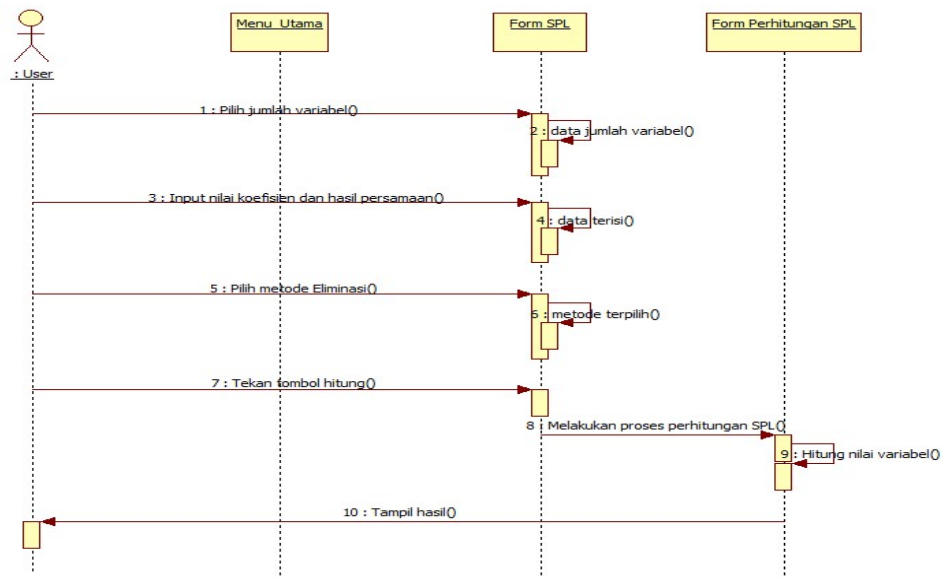 Menu Utama
Form SPL
Form Perhitungan SPL
: User
1 : Pilih jumlah variabel()
2 : data jumlah variabel()
3 : Input nilai koefisien dan hasil persamaan()
4 : data terisi()
5 : Pilih metode Eliminasi()
6 : metode terpilih()
7 : Tekan tombol hitung()
8 : Melakukan proses perhitungan SPL()
9 : Hitung nilai variabel()
10 : Tampil hasil()